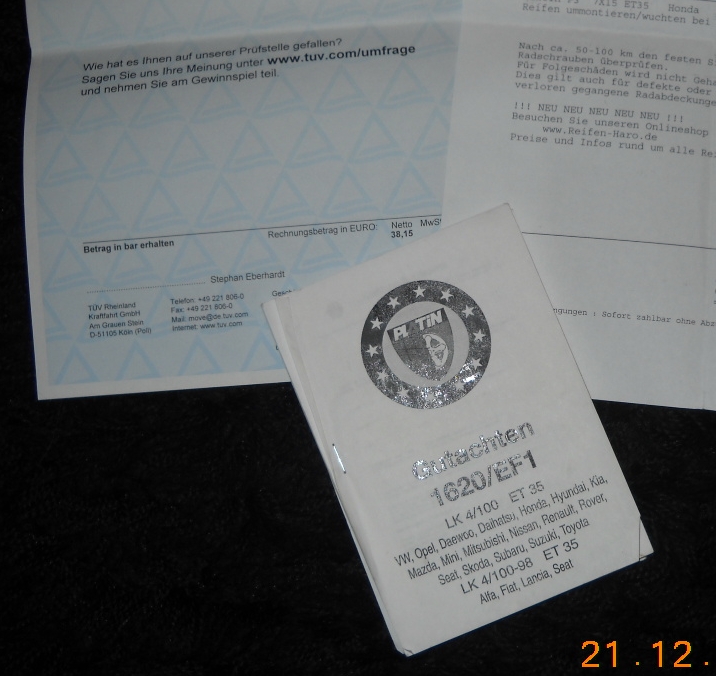 Wie hat es Ihnen auf unserer Prüfstelle gefallen?
Sagen Sie uns Ihre Meinung unter www.tuv.com/umfrage
und nehmen Sie am Gewinnspiel teil.
Rechnungsbetrag in EURO:
Netto
38,15
Betrag in bar erhalten
Stephan Eberhardt
TÜV Rheinland
Kraftfahrt GmbH
Am Grauen Stein
D-51105 Köln (Poll)
Telefon: +49 221 806-0
Fax: +49 221 806-0
Mail: move@de.tuv.com
Internet: www.tuv.com
7X15 ET35 Honda
Reifen ummontieren/wuchten bei
Nach ca. 50-100 km den festen
Radschrauben überprüfen.
Für Folgeschäden wird nicht
Dies gilt auch für defekte oder
verloren gegangene
!!! NEU NEU NEU NEU NEU !!!
Besuchen Sie unseren Onlineshop
www.Reifen-Haro.de
Preise und Infos rund um alle
: Sofort zahlbar ohne
PLATIN
Gutachten
1620/EF1
LK 4/100 ET 35
VW, Opel, Daewoo, Daihatsu, Honda, Hyundai, Kia,
Mazda, Mini, Mitsubishi, Nissan, Renault, Rover,
Seat, Skoda, Subaru, Suzuki, Toyota
LK 4/100-98 ET 35
Alfa, Fiat, Lancia, Seat
21.12.